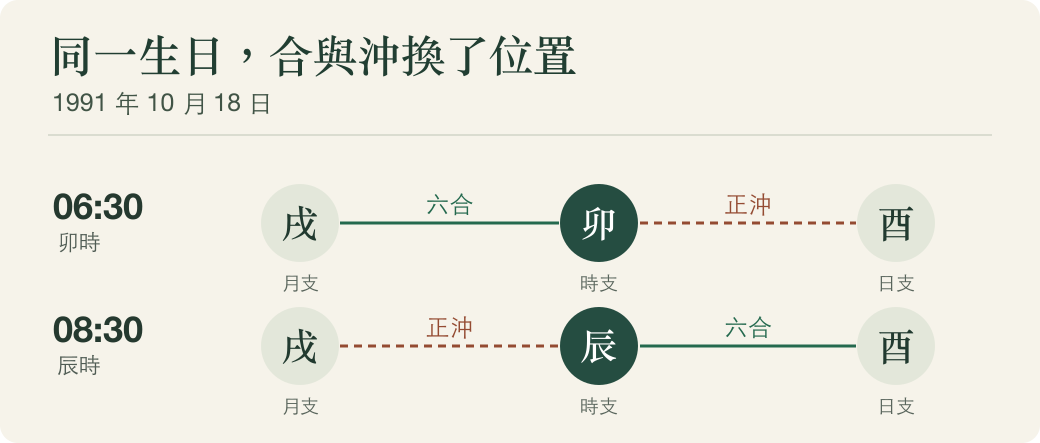 同一生日，合與沖換了位置
1991 年 10 月 18 日
06:30
卯時
戌 六合 卯 正沖 酉
月支 時支 日支
08:30
辰時
戌 正沖 辰 六合 酉
月支 時支 日支